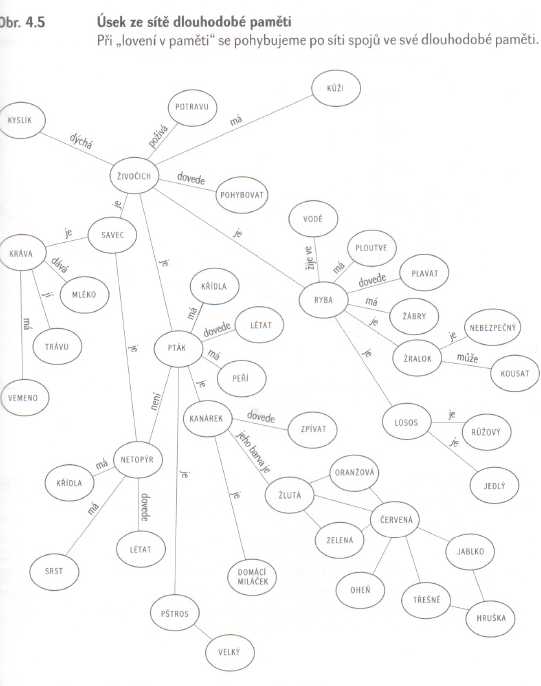 Obr. 4.5
Úsek ze sítě dlouhodobé paměti
Při „lovení v paměti“ se pohybujeme po síti spojů ve své dlouhodobé paměti.
KŮŽI
POTRAVU
KYSLÍK
má
dýchá
požívá
ŽIVOČICH
dovede
POHYBOVAT
je
je
je
VODĚ
SAVEC
je
KRÁVA
žije ve
PLOUTVE
má
dává
MLÉKO
KŘÍDLA
dovede
PLAVAT
RYBA
má
jí
má
má
ŽÁBRY
LÉTAT
dovede
je
NEBEZPEČNÝ
je
TRÁVU
je
PTÁK
má
je
ŽRALOK
může
KOUSAT
PEŘÍ
je
VEMENO
není
KANÁREK
dovede
ZPÍVAT
LOSOS
je
RŮŽOVÝ
je
jeho barva je
NETOPÝR
má
KŘÍDLA
je
JEDLÝ
ORANŽOVÁ
má
dovede
je
ŽLUTÁ
ČERVENÁ
ZELENÁ
LÉTAT
JABLKO
SRST
DOMÁCÍ
MILÁČEK
OHEŇ
TŘEŠNĚ
PŠTROS
HRUŠKA
VELKÝ